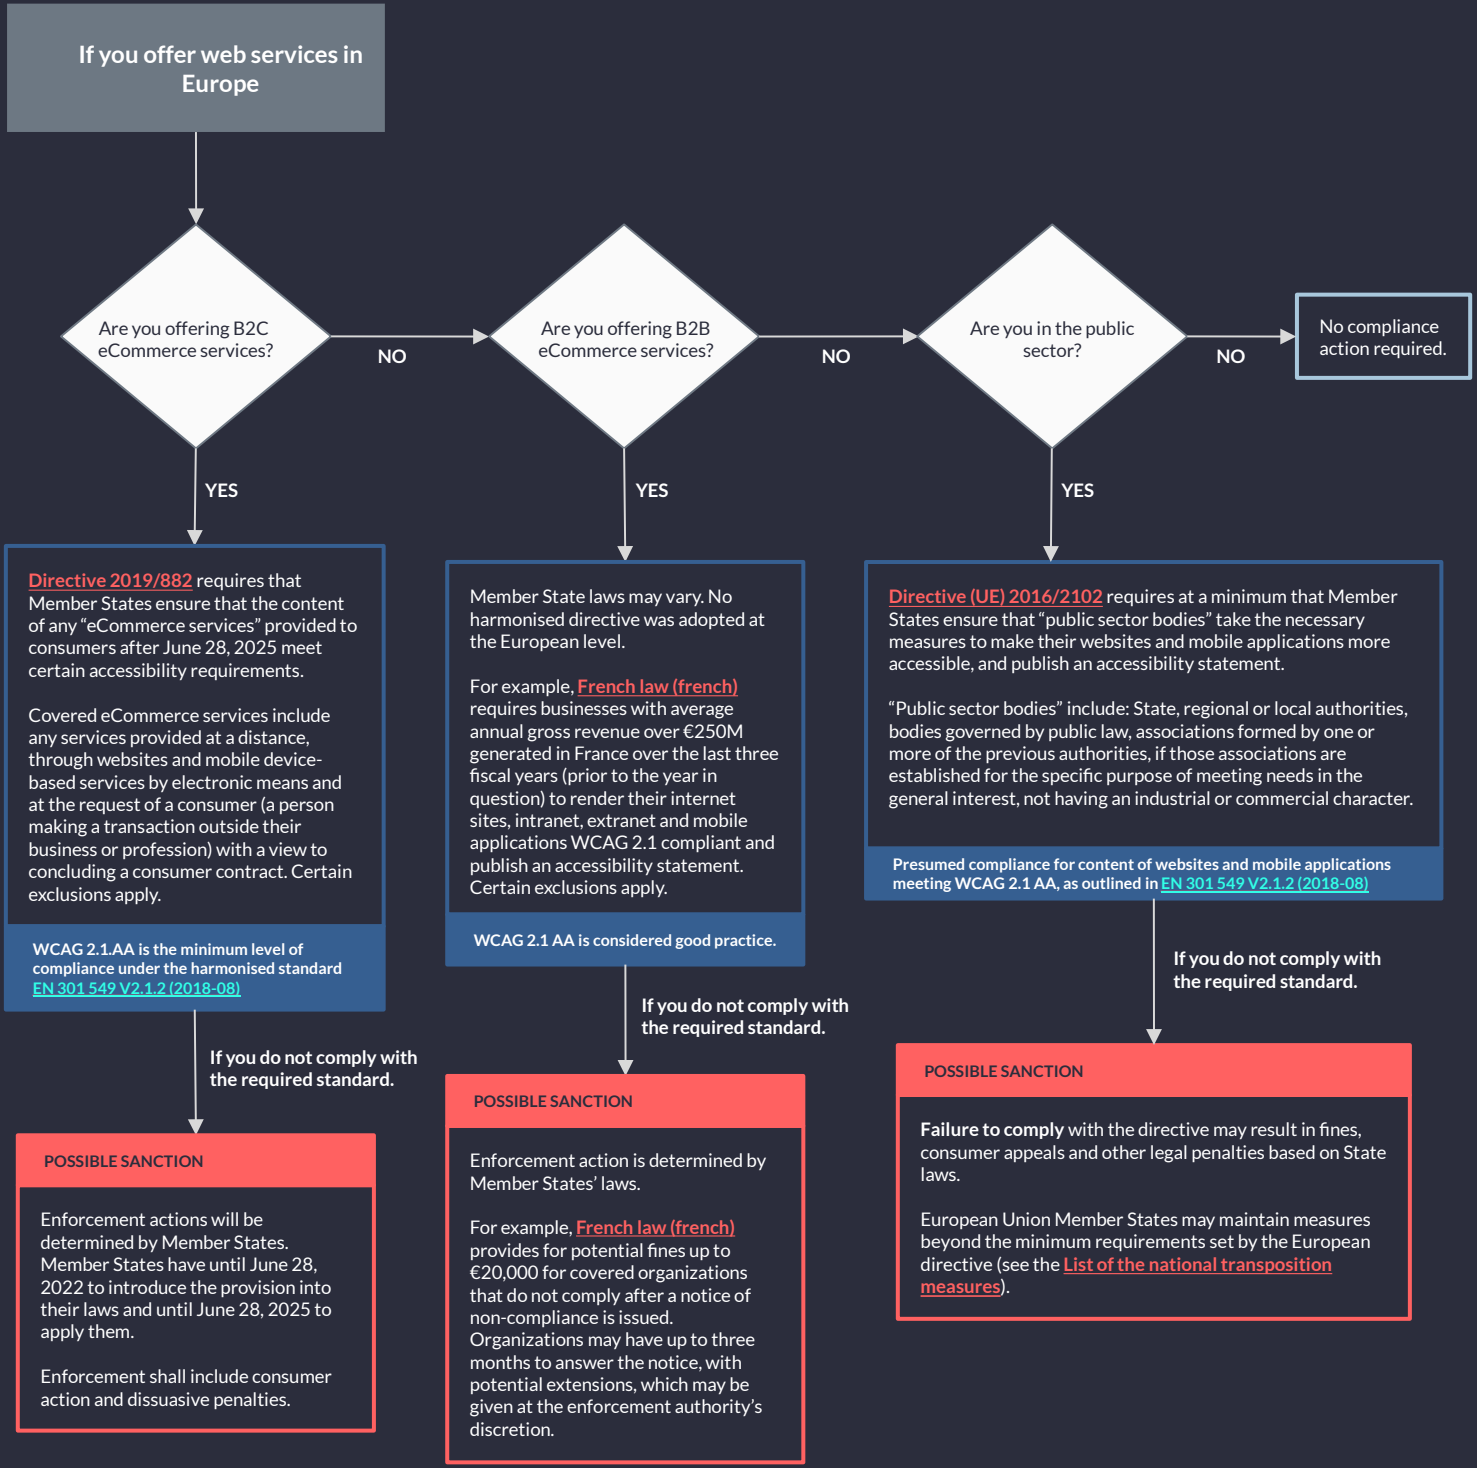 If you offer web services in
Europe
Are you offering B2C
eCommerce services?
NO
Are you offering B2B
eCommerce services?
NO
Are you in the public
sector?
NO
No compliance
action required.
YES
Directive 2019/882 requires that
Member States ensure that the content
of any “eCommerce services” provided to
consumers after June 28, 2025 meet
certain accessibility requirements.
Covered eCommerce services include
any services provided at a distance,
through websites and mobile device-
based services by electronic means and
at the request of a consumer (a person
making a transaction outside their
business or profession) with a view to
concluding a consumer contract. Certain
exclusions apply.
WCAG 2.1.AA is the minimum level of
compliance under the harmonised standard
EN 301 549 V2.1.2 (2018-08)
If you do not comply with
the required standard.
POSSIBLE SANCTION
Enforcement actions will be
determined by Member States.
Member States have until June 28,
2022 to introduce the provision into
their laws and until June 28, 2025 to
apply them.
Enforcement shall include consumer
action and dissuasive penalties.
YES
Member State laws may vary. No
harmonised directive was adopted at
the European level.
For example, French law (french)
requires businesses with average
annual gross revenue over €250M
generated in France over the last three
fiscal years (prior to the year in
question) to render their internet
sites, intranet, extranet and mobile
applications WCAG 2.1 compliant and
publish an accessibility statement.
Certain exclusions apply.
WCAG 2.1 AA is considered good practice.
If you do not comply with
the required standard.
POSSIBLE SANCTION
Enforcement action is determined by
Member States’ laws.
For example, French law (french)
provides for potential fines up to
€20,000 for covered organizations
that do not comply after a notice of
non-compliance is issued.
Organizations may have up to three
months to answer the notice, with
potential extensions, which may be
given at the enforcement authority’s
discretion.
YES
Directive (UE) 2016/2102 requires at a minimum that Member
States ensure that “public sector bodies” take the necessary
measures to make their websites and mobile applications more
accessible, and publish an accessibility statement.
“Public sector bodies” include: State, regional or local authorities,
bodies governed by public law, associations formed by one or
more of the previous authorities, if those associations are
established for the specific purpose of meeting needs in the
general interest, not having an industrial or commercial character.
Presumed compliance for content of websites and mobile applications
meeting WCAG 2.1 AA, as outlined in EN 301 549 V2.1.2 (2018-08)
If you do not comply with
the required standard.
POSSIBLE SANCTION
Failure to comply with the directive may result in fines,
consumer appeals and other legal penalties based on State
laws.
European Union Member States may maintain measures
beyond the minimum requirements set by the European
directive (see the List of the national transposition
measures).